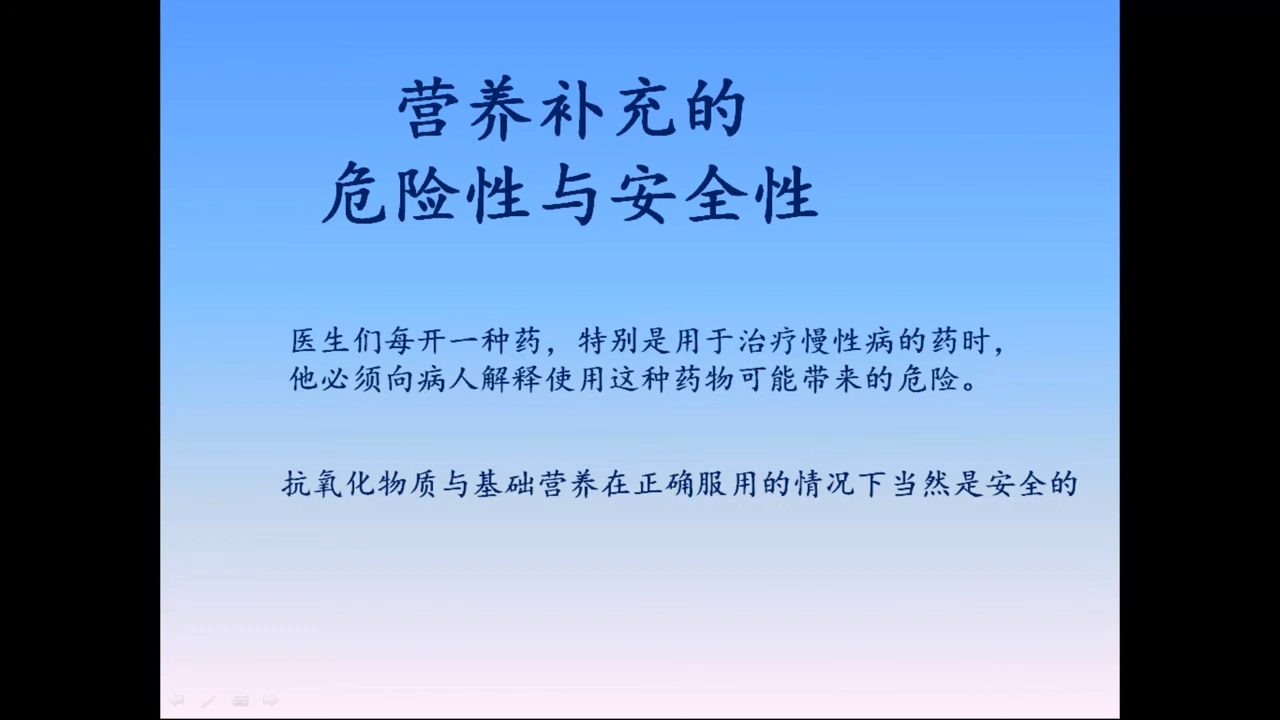 营养补充的
危险性与安全性
医生们每开一种药，特别是用于治疗慢性病的药时，
他必须向病人解释使用这种药物可能带来的危险。
抗氧化物质与基础营养在正确服用的情况下当然是安全的